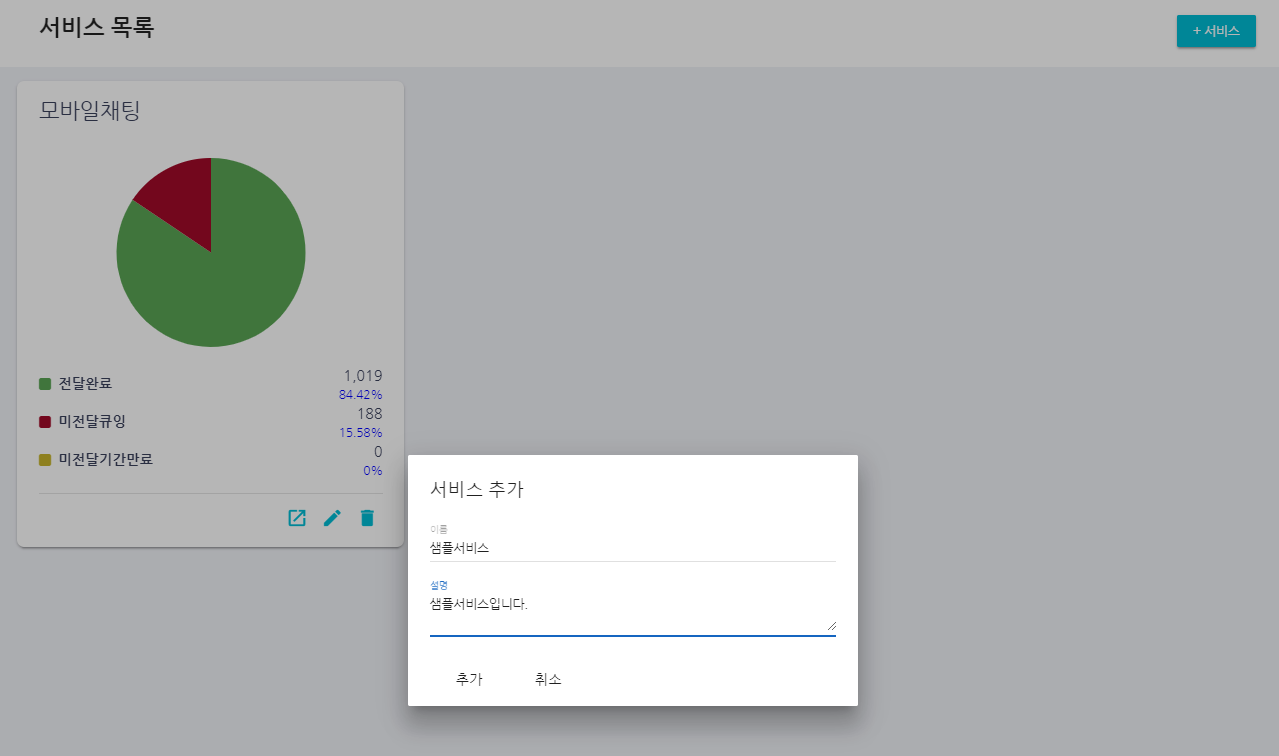 서비스 목록
+ 서비스
모바일채팅
전달완료
1,019
84.42%
미전달큐잉
188
15.58%
미전달기간만료
0
0%
서비스 추가
이름
샘플서비스
설명
샘플서비스입니다.
추가 취소